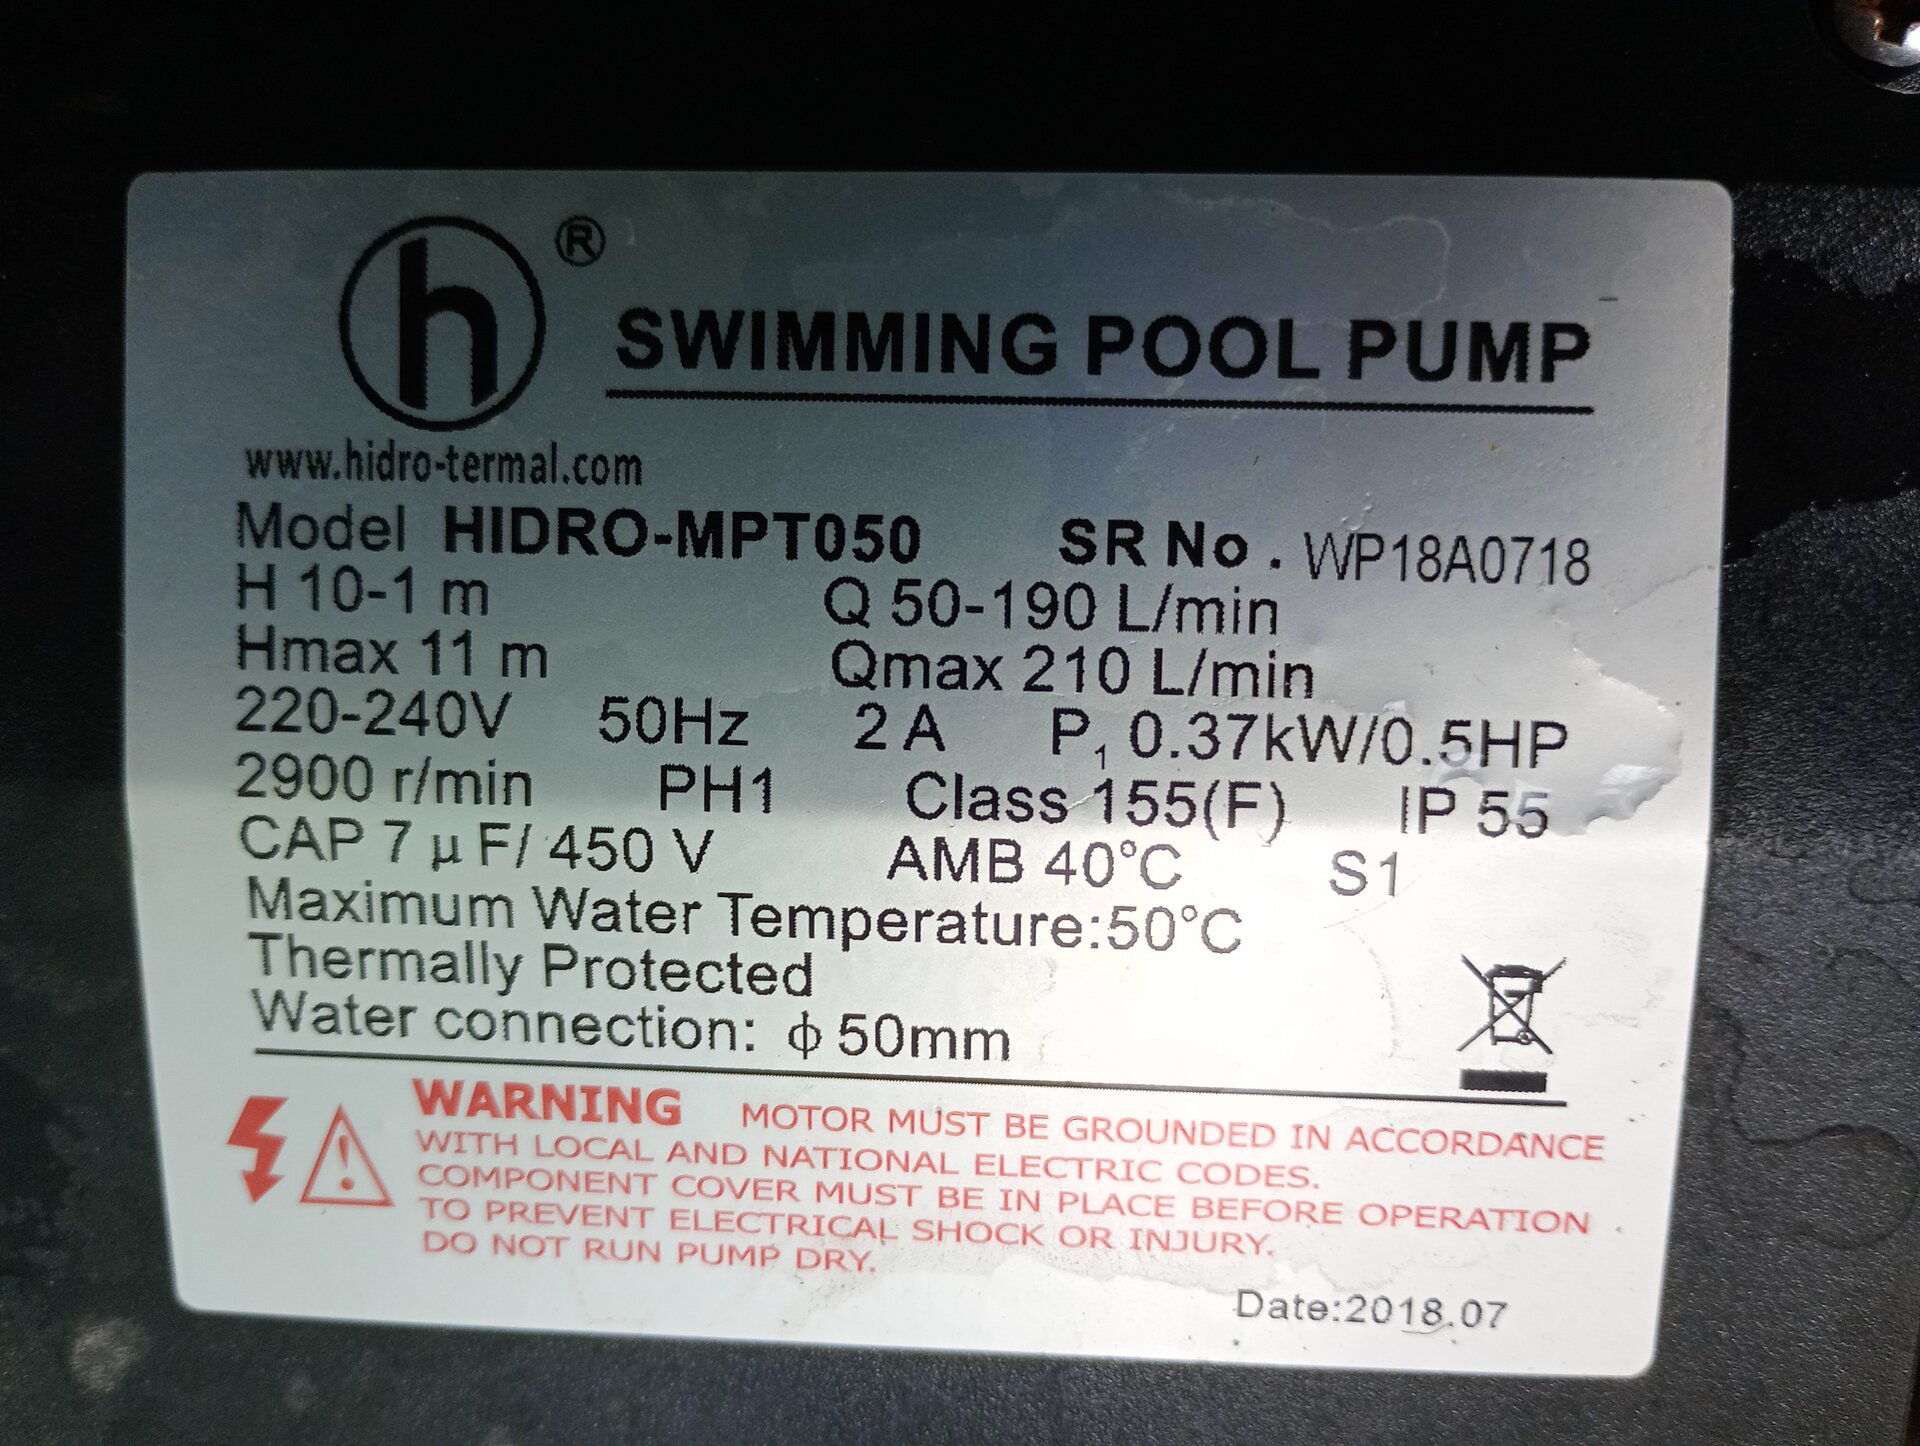 h ®
SWIMMING POOL PUMP
www.hidro-termal.com
Model HIDRO-MPT050 SR No . WP18A0718
H 10-1 m Q 50-190 L/min
Hmax 11 m Qmax 210 L/min
220-240V 50Hz 2 A P₁ 0.37kW/0.5HP
2900 r/min PH1 Class 155(F) IP 55
CAP 7 μF/ 450 V AMB 40°C S1
Maximum Water Temperature:50°C
Thermally Protected
Water connection: ϕ 50mm
WARNING MOTOR MUST BE GROUNDED IN ACCORDANCE
WITH LOCAL AND NATIONAL ELECTRIC CODES.
COMPONENT COVER MUST BE IN PLACE BEFORE OPERATION
TO PREVENT ELECTRICAL SHOCK OR INJURY.
DO NOT RUN PUMP DRY.
Date:2018.07